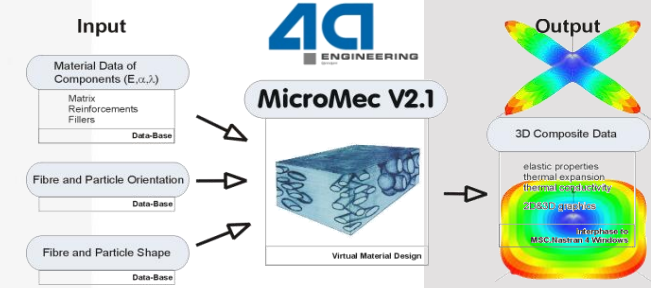 Input
Material Data of
Components (E,α,λ)
Matrix
Reinforcements
Fillers
Data-Base
Fibre and Particle Orientation
Data-Base
Fibre and Particle Shape
Data-Base
4a
ENGINEERING
MicroMec V2.1
Virtual Material Design
Output
3D Composite Data
elastic properties
thermal expansion
thermal conductivity
2D&3D graphics
Interphase to
MSC.Nastran 4 Windows